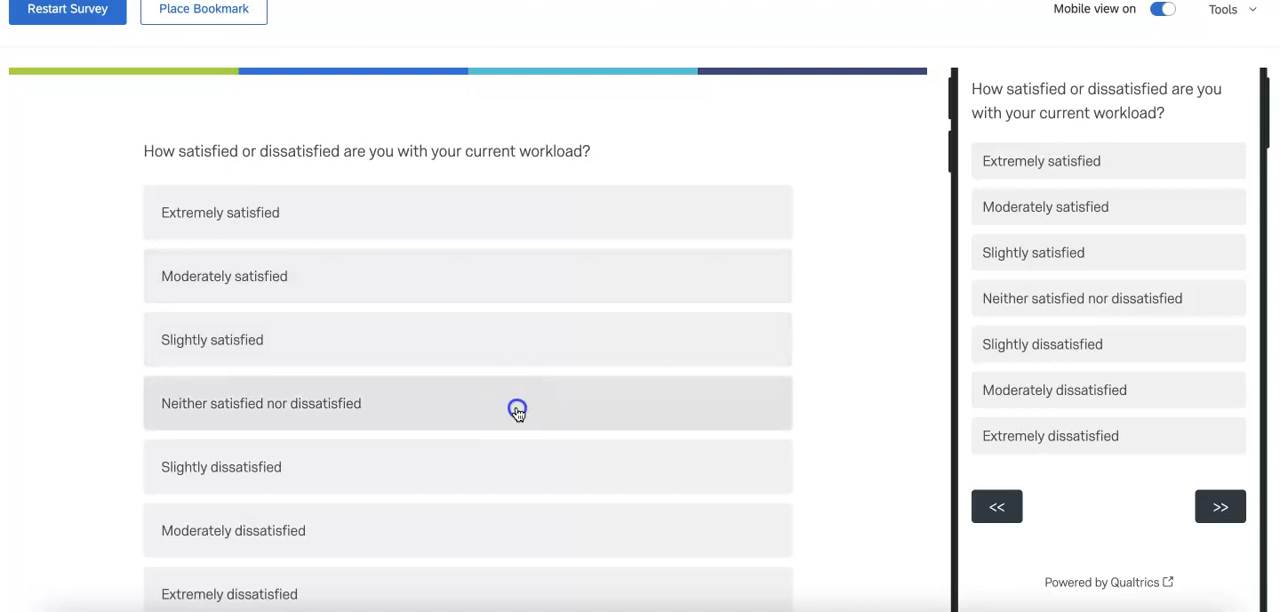 Restart Survey
Place Bookmark
Mobile view on
Tools
How satisfied or dissatisfied are you with your current workload?
Extremely satisfied
Moderately satisfied
Slightly satisfied
Neither satisfied nor dissatisfied
Slightly dissatisfied
Moderately dissatisfied
Extremely dissatisfied
How satisfied or dissatisfied are you
with your current workload?
Extremely satisfied
Moderately satisfied
Slightly satisfied
Neither satisfied nor dissatisfied
Slightly dissatisfied
Moderately dissatisfied
Extremely dissatisfied
<< >>
Powered by Qualtrics